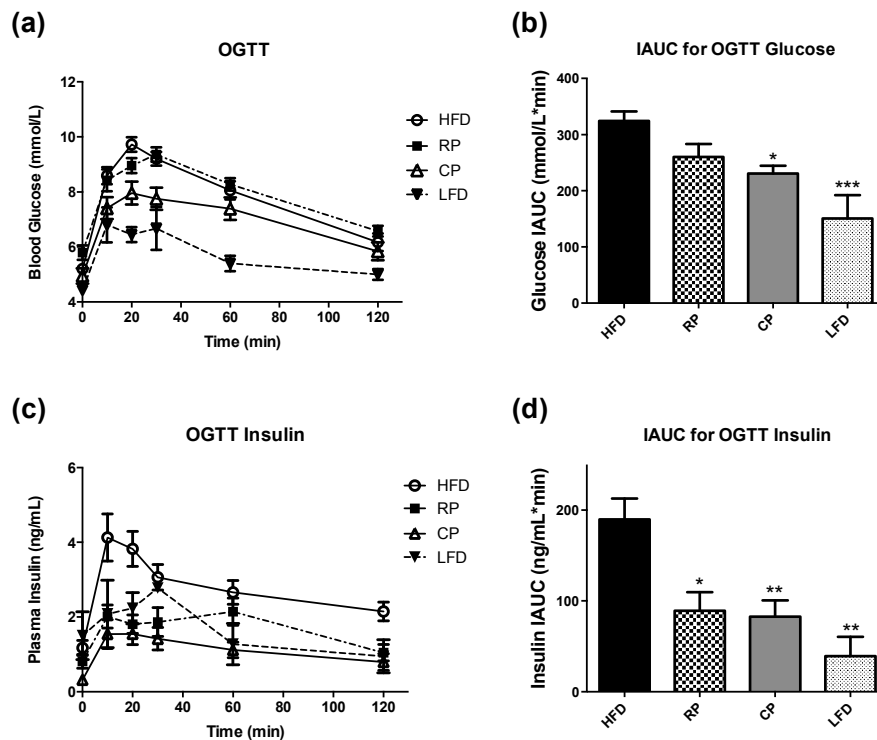 (a)
OGTT
Blood Glucose (mmol/L)
12
10
8
6
4
0 20 40 60 80 100 120
Time (min)
HFD
RP
CP
LFD
(b)
IAUC for OGTT Glucose
Glucose IAUC (mmol/L*min)
400
300
200
100
0
*
***
HFD RP CP LFD
(c)
OGTT Insulin
Plasma Insulin (ng/mL)
6
4
2
0
0 20 40 60 80 100 120
Time (min)
HFD
RP
CP
LFD
(d)
IAUC for OGTT Insulin
Insulin IAUC (ng/mL*min)
200
100
0
*
**
**
HFD RP CP LFD